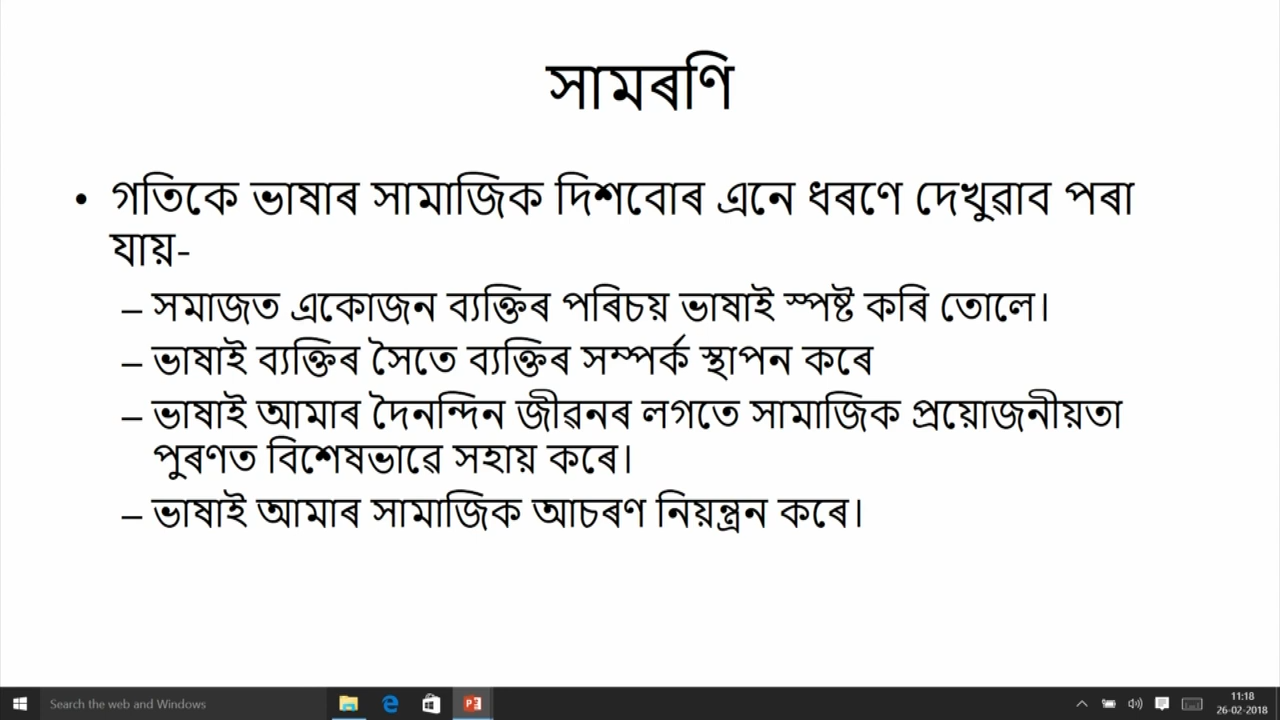 সামৰণি
• গতিকে ভাষাৰ সামাজিক দিশবোৰ এনে ধৰণে দেখুৱাব পৰা
যায়-
– সমাজত একোজন ব্যক্তিৰ পৰিচয় ভাষাই স্পষ্ট কৰি তোলে।
– ভাষাই ব্যক্তিৰ সৈতে ব্যক্তিৰ সম্পৰ্ক স্থাপন কৰে
– ভাষাই আমাৰ দৈনন্দিন জীৱনৰ লগতে সামাজিক প্ৰয়োজনীয়তা
পুৰণত বিশেষভাৱে সহায় কৰে।
– ভাষাই আমাৰ সামাজিক আচৰণ নিয়ন্ত্ৰন কৰে।
Search the web and Windows
11:18
26-02-2018